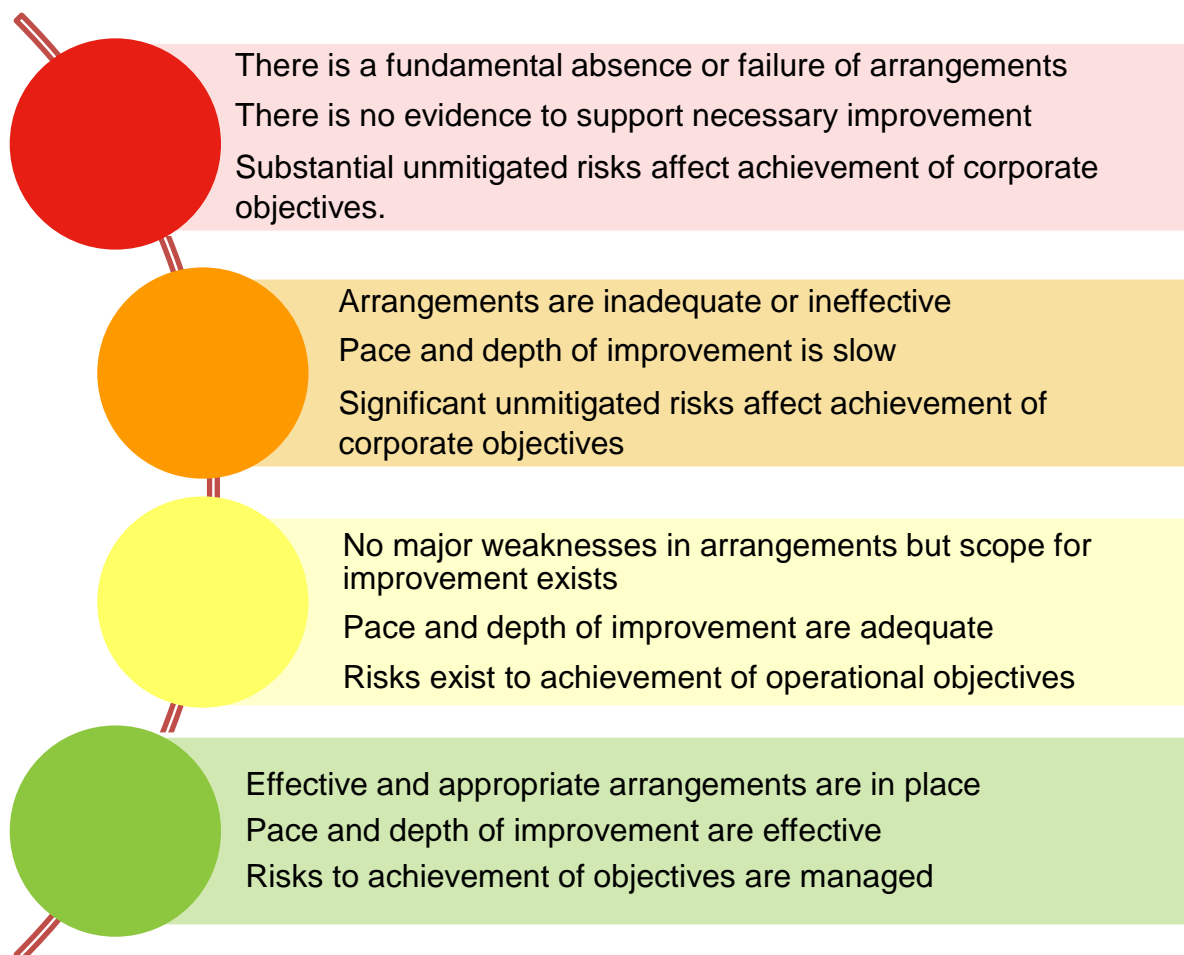 There is a fundamental absence or failure of arrangements
There is no evidence to support necessary improvement
Substantial unmitigated risks affect achievement of corporate
objectives.
Arrangements are inadequate or ineffective
Pace and depth of improvement is slow
Significant unmitigated risks affect achievement of
corporate objectives
No major weaknesses in arrangements but scope for
improvement exists
Pace and depth of improvement are adequate
Risks exist to achievement of operational objectives
Effective and appropriate arrangements are in place
Pace and depth of improvement are effective
Risks to achievement of objectives are managed